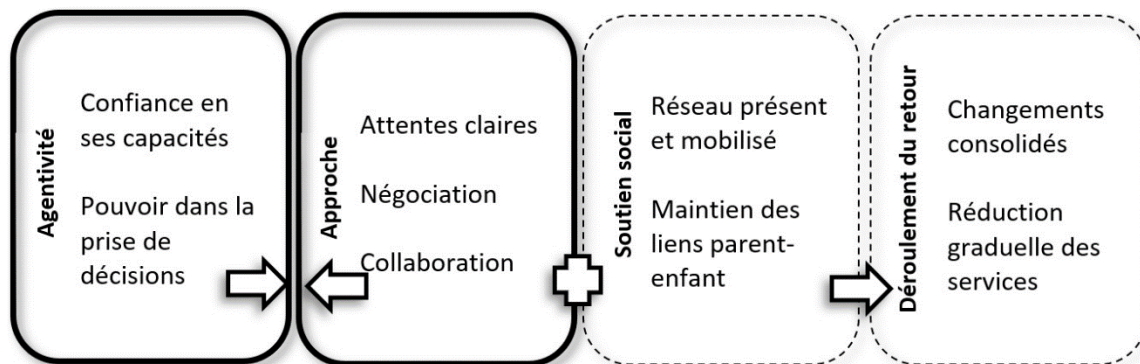 Agentivité
Confiance en
ses capacités
Pouvoir dans la
prise de
décisions
Approche
Attentes claires
Négociation
Collaboration
Soutien social
Réseau présent
et mobilisé
Maintien des
liens parent-
enfant
Déroulement du retour
Changements
consolidés
Réduction
graduelle des
services